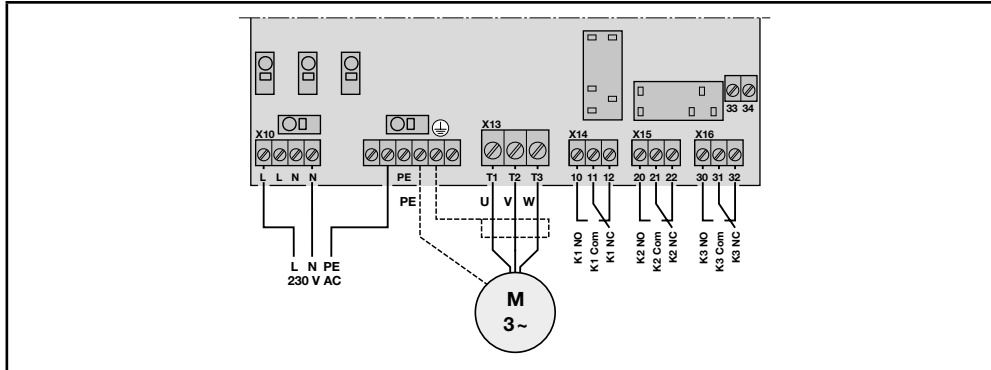 33 34
X10 X13 X14 X15 X16
L L N N PE T1 T2 T3 10 11 12 20 21 22 30 31 32
PE U V W
K1 NO
K1 Com
K1 NC
K2 NO
K2 Com
K2 NC
K3 NO
K3 Com
K3 NC
L N PE
230 V AC
M
3~